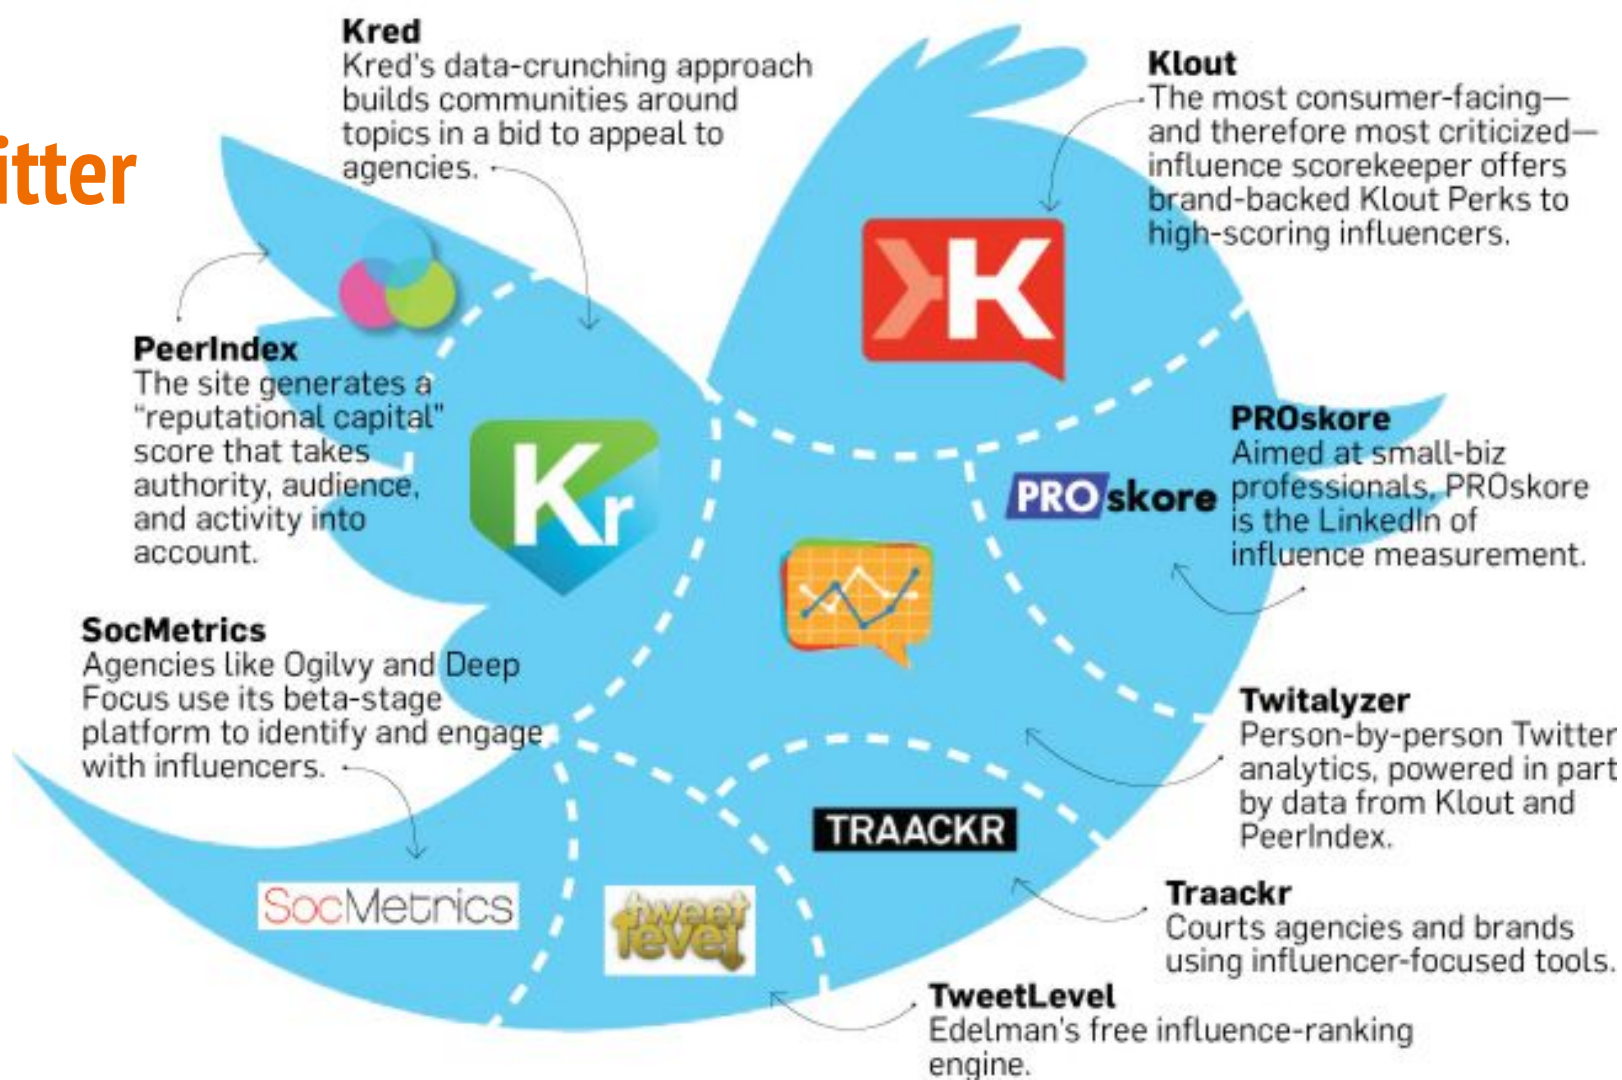 itter
Kred
Kred's data-crunching approach
builds communities around
topics in a bid to appeal to
agencies.
Klout
The most consumer-facing—
and therefore most criticized—
influence scorekeeper offers
brand-backed Klout Perks to
high-scoring influencers.
K
PeerIndex
The site generates a
"reputational capital"
score that takes
authority, audience,
and activity into
account.
Kr
PROskore
PROskore
Aimed at small-biz
professionals, PROskore
is the LinkedIn of
influence measurement.
SocMetrics
Agencies like Ogilvy and Deep
Focus use its beta-stage
platform to identify and engage
with influencers.
Twitalyzer
Person-by-person Twitter
analytics, powered in part
by data from Klout and
PeerIndex.
TRAACKR
Traackr
Courts agencies and brands
using influencer-focused tools.
SocMetrics
tweet
level
TweetLevel
Edelman's free influence-ranking
engine.